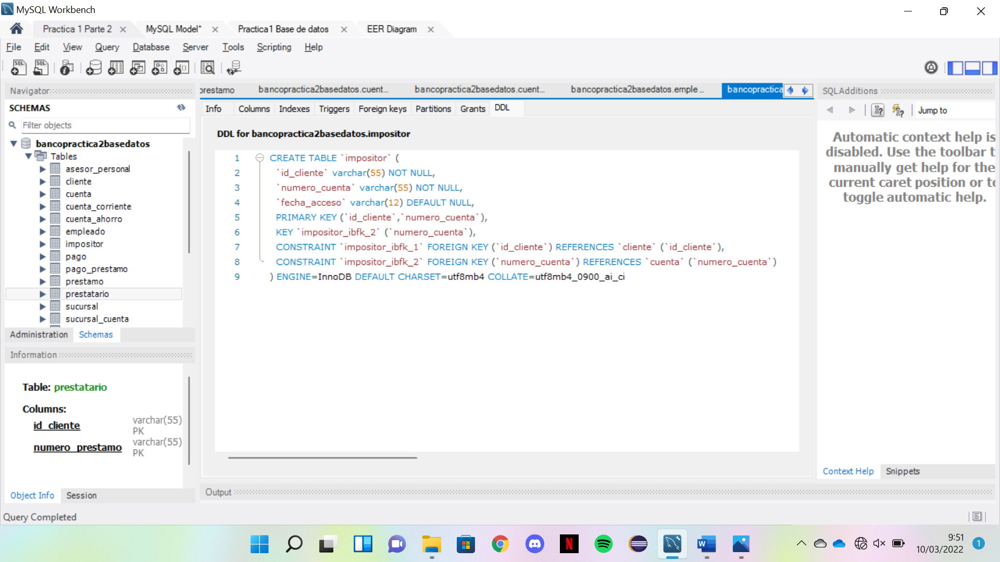 MySQL Workbench
Practica 1 Parte 2
MySQL Model*
Practica1 Base de datos
EER Diagram
File Edit View Query Database Server Tools Scripting Help
Navigator
SCHEMAS
Filter objects
bancopractica2basedatos
Tables
asesor_personal
cliente
cuenta
cuenta_corriente
cuenta_ahorro
empleado
impositor
pago
pago_prestamo
prestamo
prestatario
sucursal
sucursal_cuenta
Administration Schemas
Information
Table: prestatario
Columns:
id_cliente varchar(55) PK
numero_prestamo varchar(55) PK
Object Info Session
Query Completed
prestamo bancopractica2basedatos.cuent... bancopractica2basedatos.cuent... bancopractica2basedatos.emple... bancopractica
Info Columns Indexes Triggers Foreign keys Partitions Grants DDL
DDL for bancopractica2basedatos.impositor
1 CREATE TABLE `impositor` (
2 `id_cliente` varchar(55) NOT NULL,
3 `numero_cuenta` varchar(55) NOT NULL,
4 `fecha_acceso` varchar(12) DEFAULT NULL,
5 PRIMARY KEY (`id_cliente`,`numero_cuenta`),
6 KEY `impositor_ibfk_2` (`numero_cuenta`),
7 CONSTRAINT `impositor_ibfk_1` FOREIGN KEY (`id_cliente`) REFERENCES `cliente` (`id_cliente`),
8 CONSTRAINT `impositor_ibfk_2` FOREIGN KEY (`numero_cuenta`) REFERENCES `cuenta` (`numero_cuenta`)
9 ) ENGINE=InnoDB DEFAULT CHARSET=utf8mb4 COLLATE=utf8mb4_0900_ai_ci
Output
SQLAdditions
Jump to
Automatic context help is
disabled. Use the toolbar t
manually get help for the
current caret position or to
toggle automatic help.
Context Help Snippets
9:51
10/03/2022
1